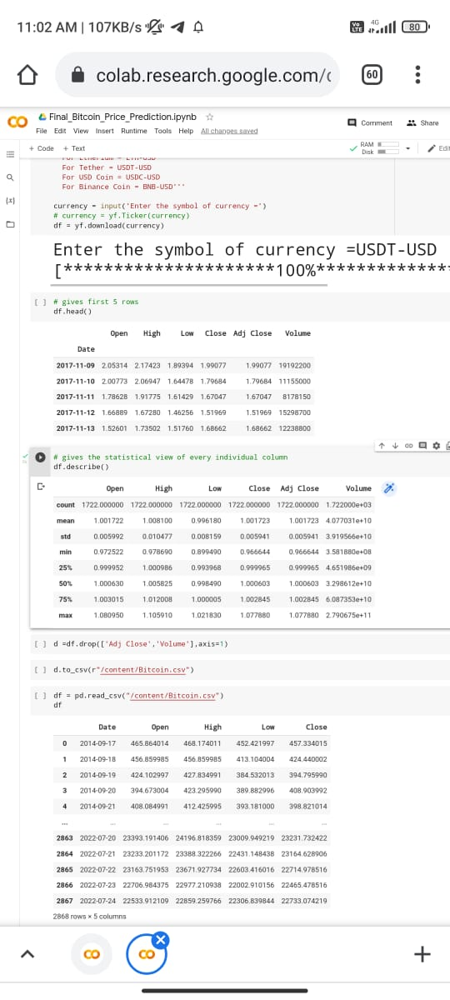 11:02 AM | 107KB/s
Vo LTE 4G 80
colab.research.google.com/c
60
Final_Bitcoin_Price_Prediction.ipynb
Comment Share
File Edit View Insert Runtime Tools Help All changes saved
+ Code + Text
RAM
Disk
Edit
For Tether - USDT-USD
For USD Coin - USDC-USD
For Binance Coin - BNB-USD'''
{x}
currency = input('Enter the symbol of currency =')
# currency = yf.Ticker(currency)
df = yf.download(currency)
Enter the symbol of currency =USDT-USD
[*********************100%*************
[ ] # gives first 5 rows
df.head()
Open High Low Close Adj Close Volume
Date
2017-11-09 2.05314 2.17423 1.89394 1.99077 1.99077 19192200
2017-11-10 2.00773 2.06947 1.64478 1.79684 1.79684 11155000
2017-11-11 1.78628 1.91775 1.61429 1.67047 1.67047 8178150
2017-11-12 1.66889 1.67280 1.46256 1.51969 1.51969 15298700
2017-11-13 1.52601 1.73502 1.51760 1.68662 1.68662 12238800
# gives the statistical view of every individual column
df.describe()
Open High Low Close Adj Close Volume
count 1722.000000 1722.000000 1722.000000 1722.000000 1722.000000 1.722000e+03
mean 1.001722 1.008100 0.996180 1.001723 1.001723 4.077031e+10
std 0.005992 0.010477 0.008159 0.005941 0.005941 3.919566e+10
min 0.972522 0.978690 0.899490 0.966644 0.966644 3.581880e+08
25% 0.999952 1.000986 0.993968 0.999965 0.999965 4.651986e+09
50% 1.000630 1.005825 0.998490 1.000603 1.000603 3.298612e+10
75% 1.003015 1.012008 1.000005 1.002845 1.002845 6.087353e+10
max 1.080950 1.105910 1.021830 1.077880 1.077880 2.790675e+11
[ ] d =df.drop(['Adj Close','Volume'],axis=1)
[ ] d.to_csv(r"/content/Bitcoin.csv")
[ ] df = pd.read_csv("/content/Bitcoin.csv")
df
Date Open High Low Close
0 2014-09-17 465.864014 468.174011 452.421997 457.334015
1 2014-09-18 456.859985 456.859985 413.104004 424.440002
2 2014-09-19 424.102997 427.834991 384.532013 394.795990
3 2014-09-20 394.673004 423.295990 389.882996 408.903992
4 2014-09-21 408.084991 412.425995 393.181000 398.821014
... ... ... ... ... ...
2863 2022-07-20 23393.191406 24196.818359 23009.949219 23231.732422
2864 2022-07-21 23233.201172 23388.322266 22431.148438 23164.628906
2865 2022-07-22 23163.751953 23671.927734 22603.416016 22714.978516
2866 2022-07-23 22706.984375 22977.210938 22002.910156 22465.478516
2867 2022-07-24 22533.912109 22859.259766 22306.839844 22733.074219
2868 rows × 5 columns